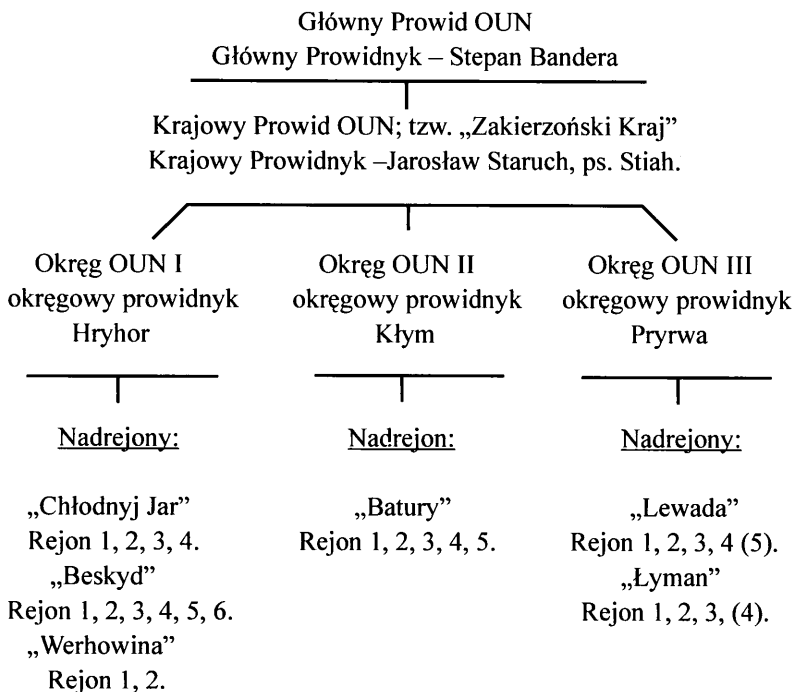 Główny Prowid OUN
Główny Prowidnyk – Stepan Bandera
Krajowy Prowid OUN; tzw. „Zakierzoński Kraj”
Krajowy Prowidnyk –Jarosław Staruch, ps. Stiah.
Okręg OUN I
okręgowy prowidnyk
Hryhor
Nadrejony:
„Chłodnyj Jar”
Rejon 1, 2, 3, 4.
„Beskyd”
Rejon 1, 2, 3, 4, 5, 6.
„Werhowina”
Rejon 1, 2.
Okręg OUN II
okręgowy prowidnyk
Kłym
Nadrejon:
„Batury”
Rejon 1, 2, 3, 4, 5.
Okręg OUN III
okręgowy prowidnyk
Pryrwa
Nadrejony:
„Lewada”
Rejon 1, 2, 3, 4 (5).
„Łyman”
Rejon 1, 2, 3, (4).